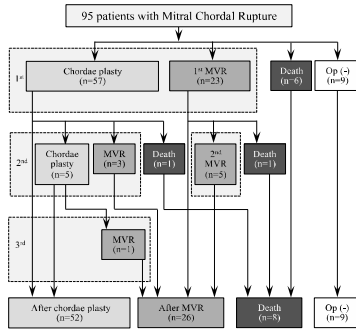 95 patients with Mitral Chordal Rupture
1st
Chordae plasty
(n=57)
1st MVR
(n=23)
Death
(n=6)
Op (-)
(n=9)
2nd
Chordae
plasty
(n=5)
MVR
(n=3)
Death
(n=1)
2nd
MVR
(n=5)
Death
(n=1)
3rd
MVR
(n=1)
After chordae plasty
(n=52)
After MVR
(n=26)
Death
(n=8)
Op (-)
(n=9)